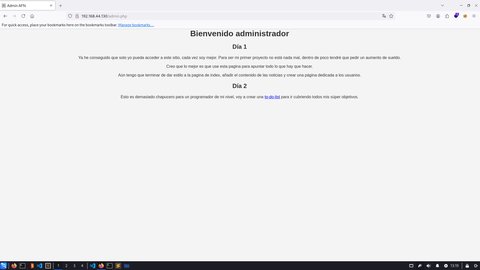 Admin APTs
192.168.44.130/admin.php
For quick access, place your bookmarks here on the bookmarks toolbar. Manage bookmarks...
Bienvenido administrador
Día 1
Ya he conseguido que solo yo pueda acceder a este sitio, cada vez soy mejor. Para ser mi primer proyecto no está nada mal, dentro de poco tendré que pedir un aumento de sueldo.
Creo que lo mejor es que use esta pagina para apuntar todo lo que hay que hacer.
Aún tengo que terminar de dar estilo a la pagina de index, añadir el contenido de las noticias y crear una página dedicada a los usuarios.
Día 2
Esto es demasiado chapucero para un programador de mi nivel, voy a crear una to-do-list para ir cubriendo todos mis súper objetivos.
1 2 3 4